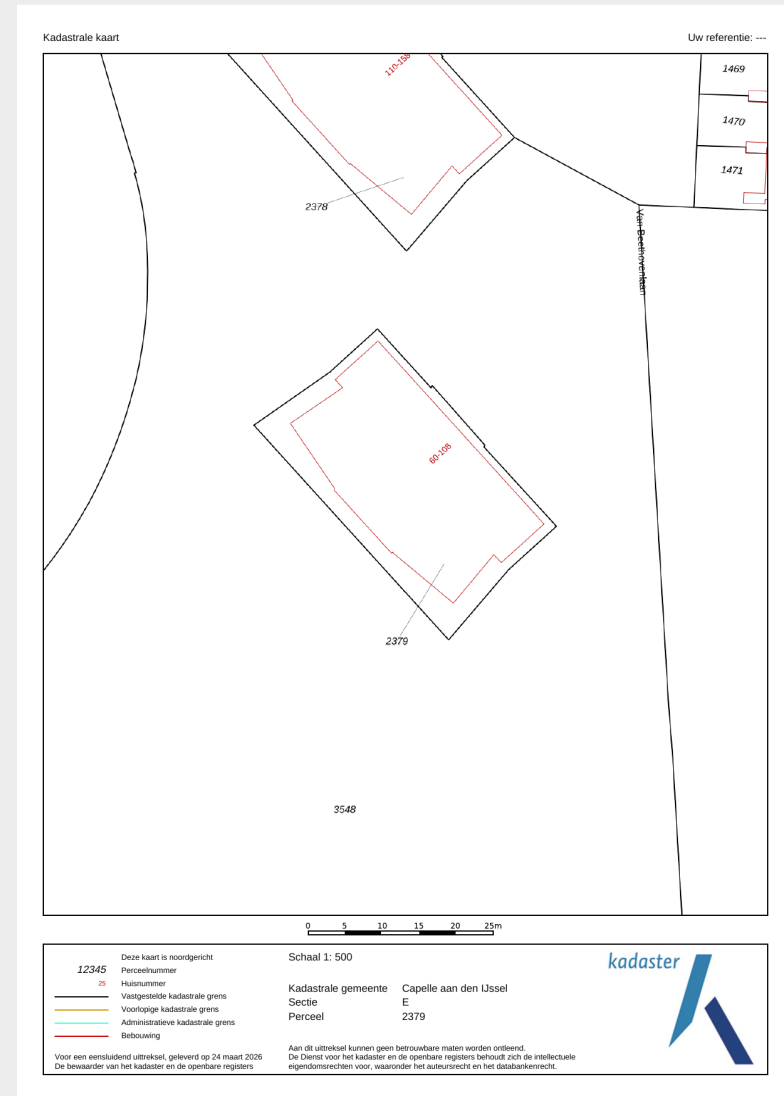 Kadastrale kaart
Uw referentie: ---
110-158
1469
1470
1471
2378
Van Beethovenlaan
60-108
2379
3548
0 5 10 15 20 25m
Deze kaart is noordgericht
12345 Perceelnummer
25 Huisnummer
Vastgestelde kadastrale grens
Voorlopige kadastrale grens
Administratieve kadastrale grens
Bebouwing
Voor een eensluidend uittreksel, geleverd op 24 maart 2026
De bewaarder van het kadaster en de openbare registers
Schaal 1: 500
Kadastrale gemeente Capelle aan den IJssel
Sectie E
Perceel 2379
Aan dit uittreksel kunnen geen betrouwbare maten worden ontleend.
De Dienst voor het kadaster en de openbare registers behoudt zich de intellectuele
eigendomsrechten voor, waaronder het auteursrecht en het databankenrecht.
kadaster